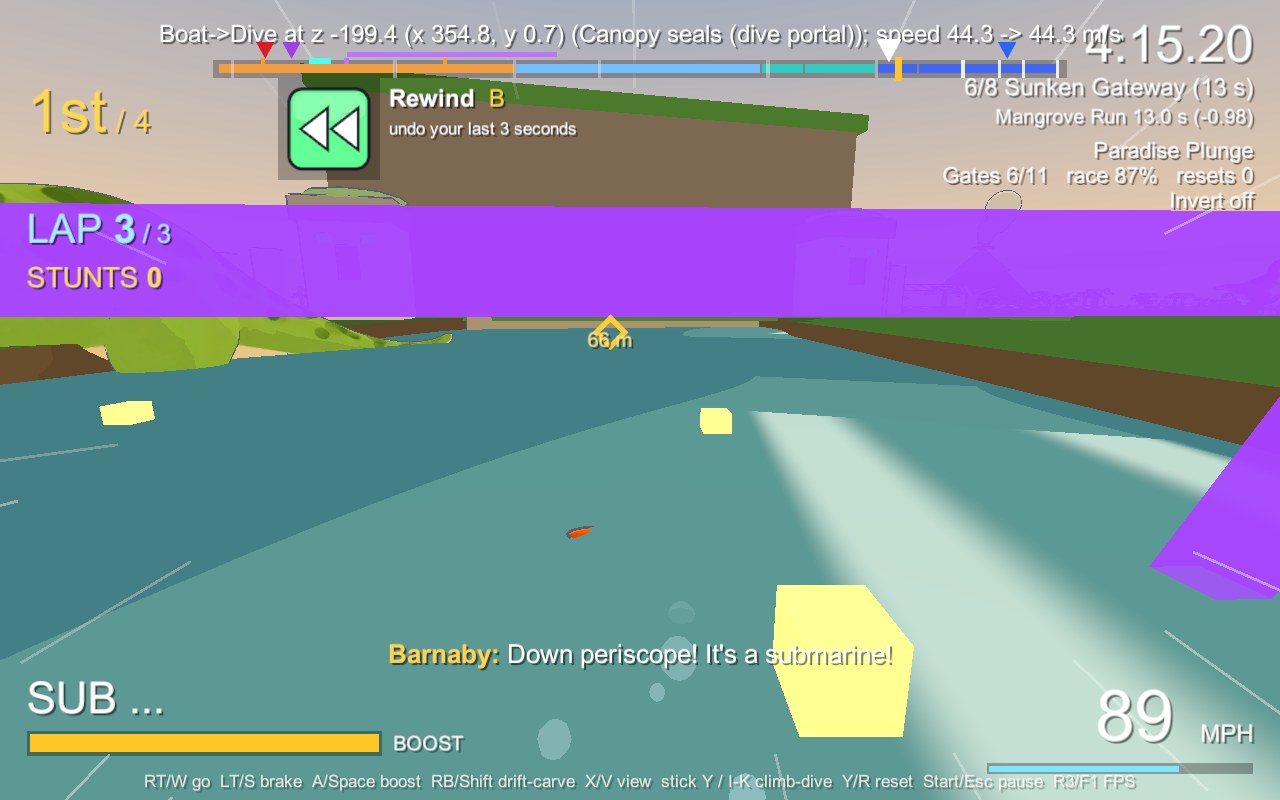 Boat->Dive at z -199.4 (x 354.8, y 0.7) (Canopy seals (dive portal)); speed 44.3 -> 44.3 m/s
4:15.20
6/8 Sunken Gateway (13 s)
Mangrove Run 13.0 s (-0.98)
Paradise Plunge
Gates 6/11 race 87% resets 0
Invert off
1st / 4
Rewind B
undo your last 3 seconds
LAP 3 / 3
STUNTS 0
66 m
Barnaby: Down periscope! It's a submarine!
SUB ...
BOOST
89 MPH
RT/W go LT/S brake A/Space boost RB/Shift drift-carve X/V view stick Y / I-K climb-dive Y/R reset Start/Esc pause R3/F1 FPS